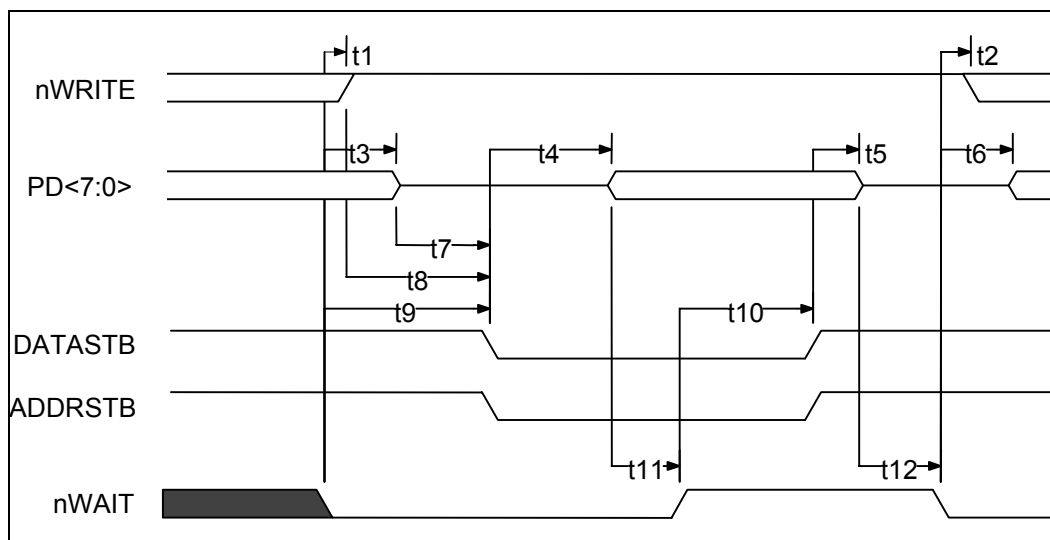 t1
t2
nWRITE
t3
t4
t5
t6
PD<7:0>
t7
t8
t9
t10
DATASTB
ADDRSTB
t11
t12
nWAIT